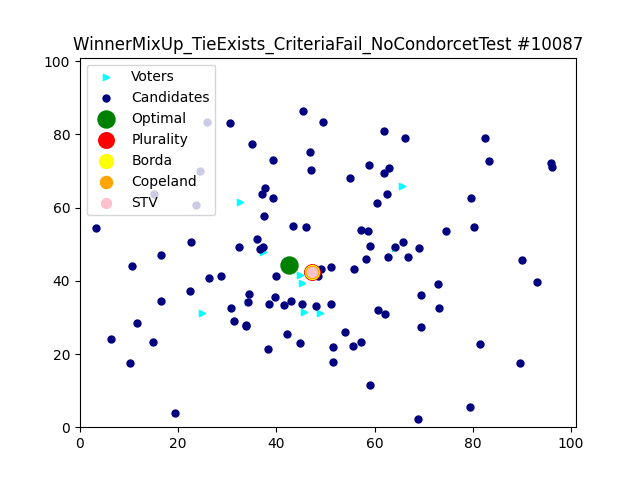 WinnerMixUp_TieExists_CriteriaFail_NoCondorcetTest #10087
100
80
60
40
20
0
0 20 40 60 80 100
Voters
Candidates
Optimal
Plurality
Borda
Copeland
STV